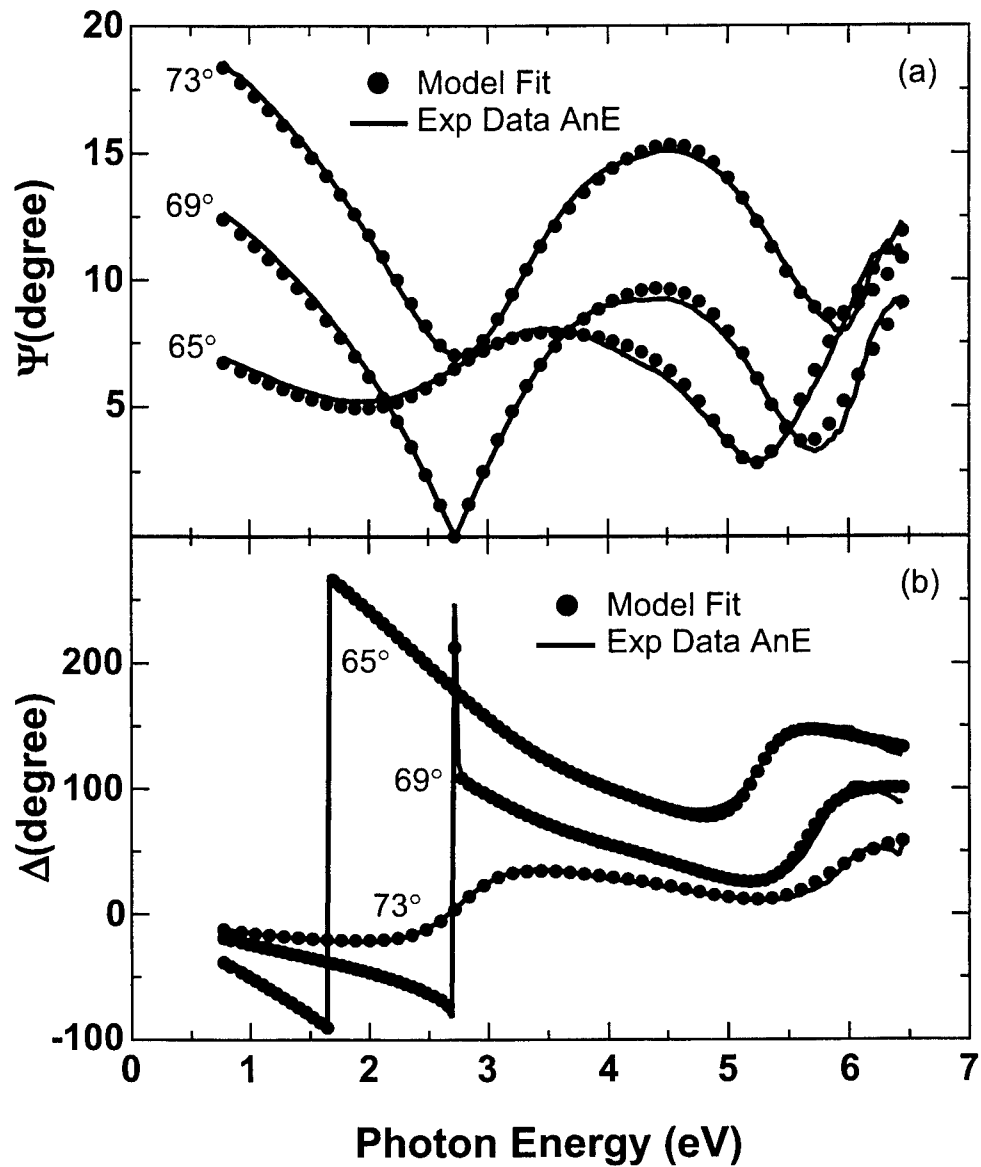 20
15
10
5
Ψ(degree)
(a)
Model Fit
Exp Data AnE
73°
69°
65°
(b)
Model Fit
Exp Data AnE
65°
69°
73°
200
100
0
-100
Δ(degree)
0 1 2 3 4 5 6 7
Photon Energy (eV)